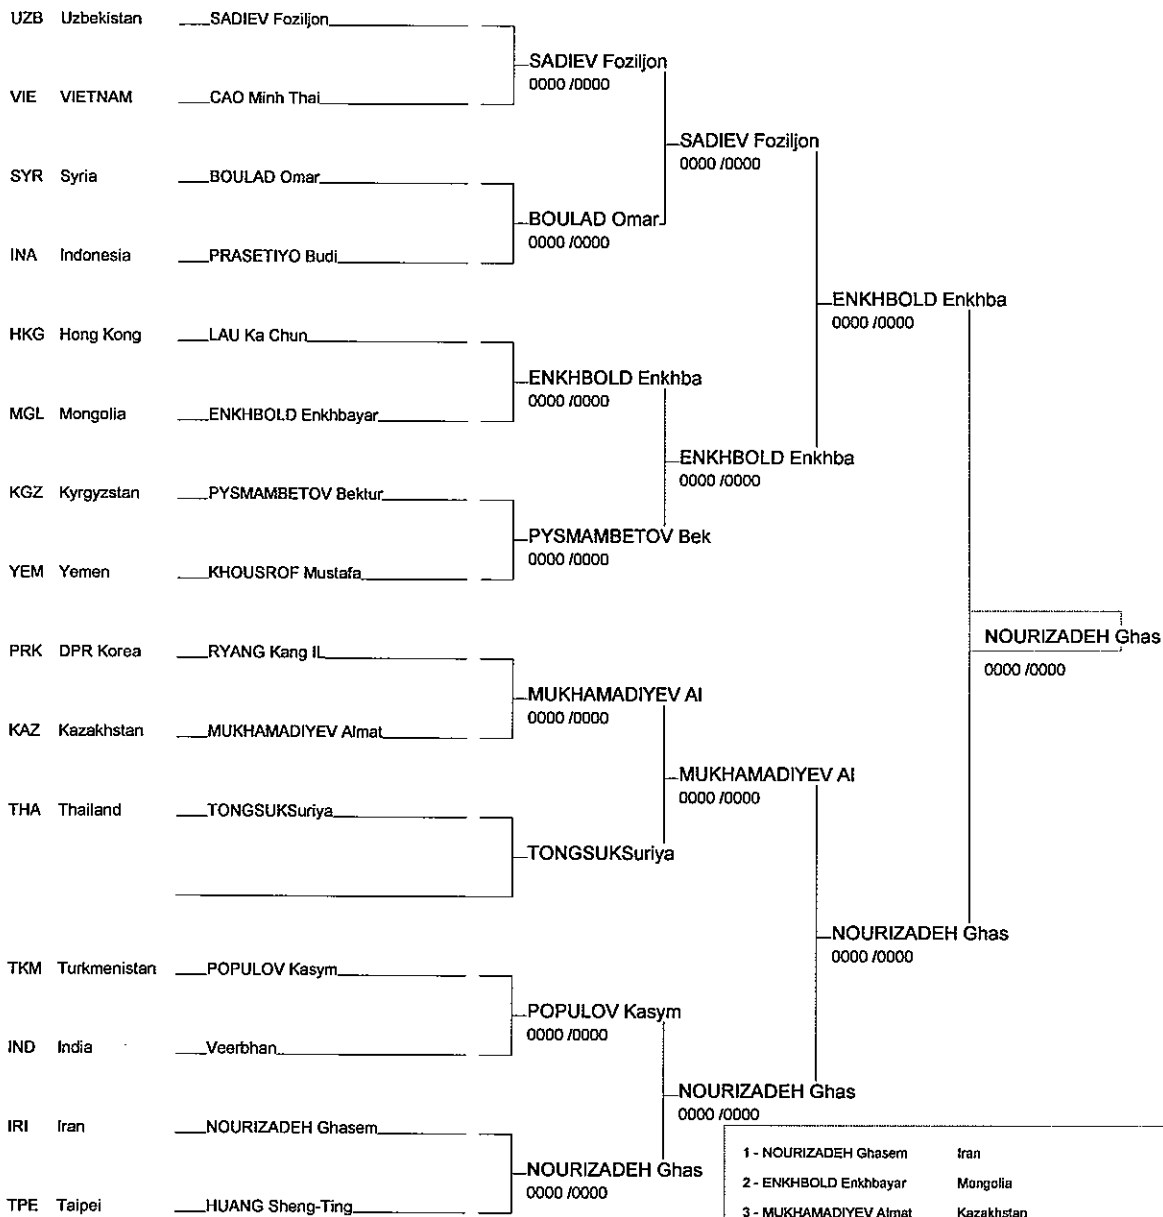 UZB Uzbekistan SADIEV Foziljon
SADIEV Foziljon
0000 /0000
VIE VIETNAM CAO Minh Thai
SADIEV Foziljon
0000 /0000
SYR Syria BOULAD Omar
BOULAD Omar
0000 /0000
INA Indonesia PRASETIYO Budi
ENKHBOLD Enkhba
0000 /0000
HKG Hong Kong LAU Ka Chun
ENKHBOLD Enkhba
0000 /0000
MGL Mongolia ENKHBOLD Enkhbayar
ENKHBOLD Enkhba
0000 /0000
KGZ Kyrgyzstan PYSMAMBETOV Bektur
PYSMAMBETOV Bek
0000 /0000
YEM Yemen KHOUSROF Mustafa
NOURIZADEH Ghas
0000 /0000
PRK DPR Korea RYANG Kang IL
MUKHAMADIYEV Al
0000 /0000
KAZ Kazakhstan MUKHAMADIYEV Almat
MUKHAMADIYEV Al
0000 /0000
THA Thailand TONGSUKSuriya
TONGSUKSuriya
NOURIZADEH Ghas
0000 /0000
TKM Turkmenistan POPULOV Kasym
POPULOV Kasym
0000 /0000
IND India Veerbhan
NOURIZADEH Ghas
0000 /0000
IRI Iran NOURIZADEH Ghasem
NOURIZADEH Ghas
0000 /0000
TPE Taipei HUANG Sheng-Ting
1 - NOURIZADEH Ghasem Iran
2 - ENKHBOLD Enkhbayar Mongolia
3 - MUKHAMADIYEV Almat Kazakhstan